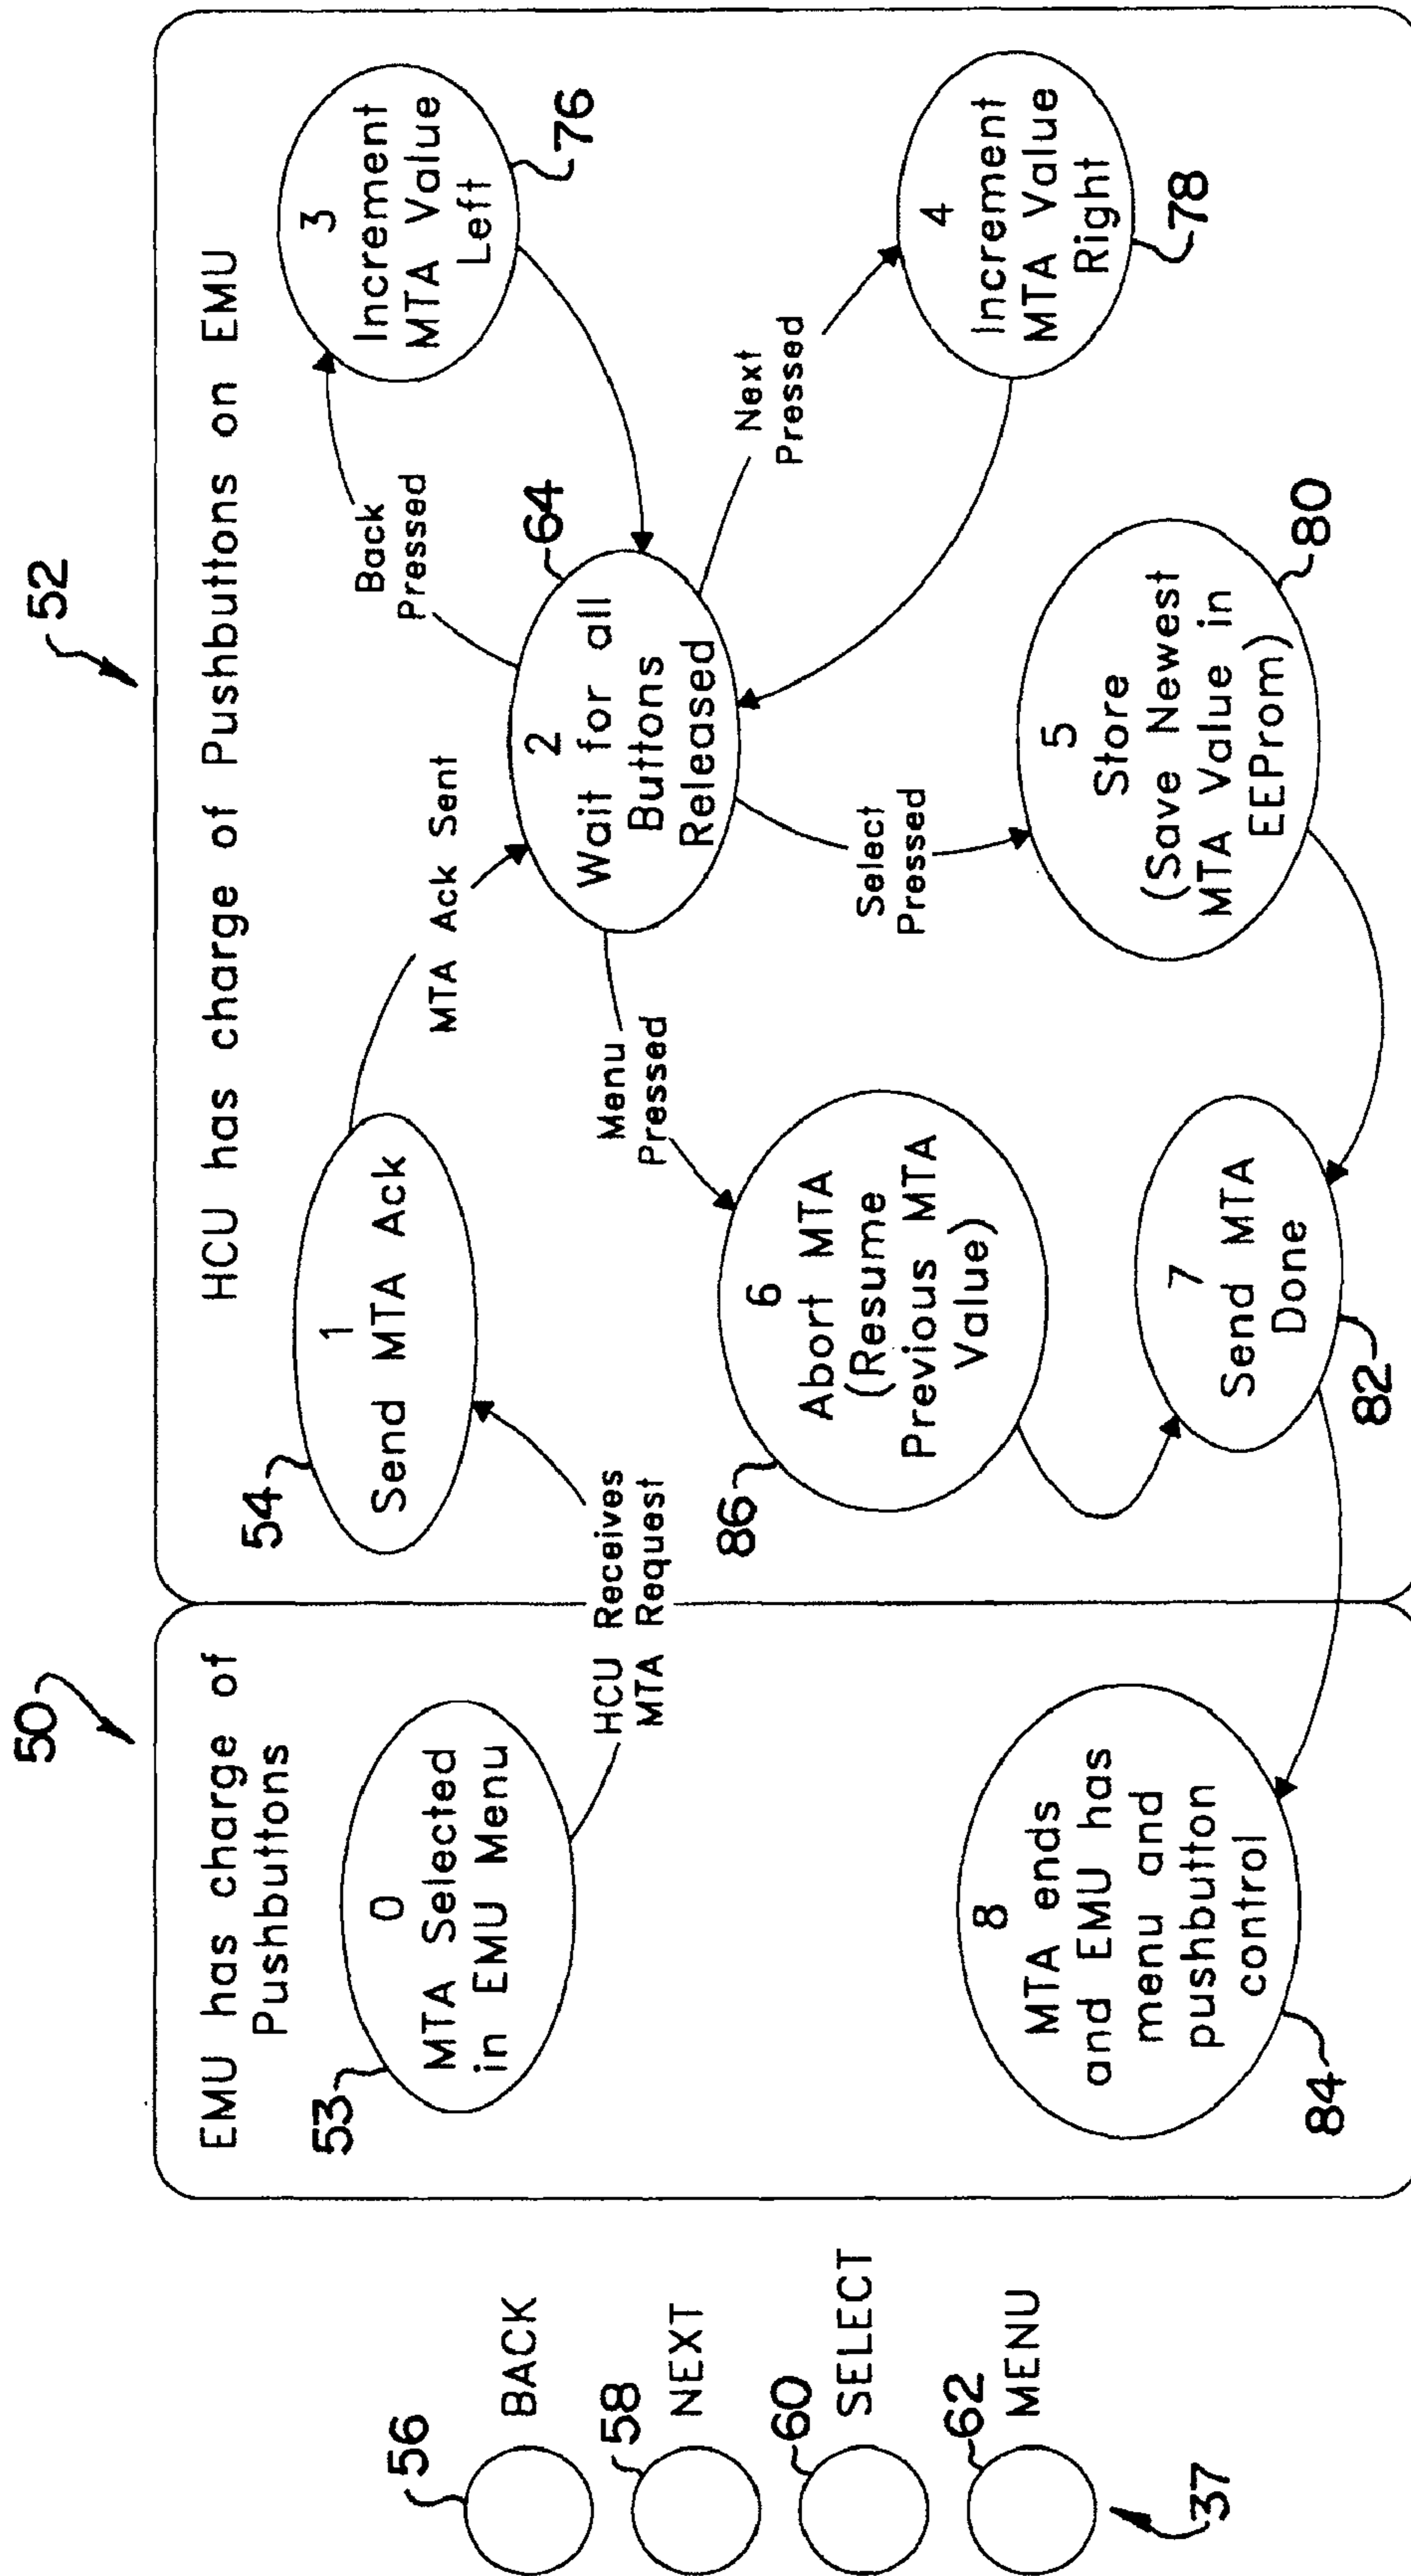 50
52
EMU has charge of
Pushbuttons
HCU has charge of Pushbuttons on EMU
53
0
MTA Selected
in EMU Menu
HCU Receives
MTA Request
54
1
Send MTA Ack
MTA Ack Sent
64
2
Wait for all
Buttons
Released
Back
Pressed
3
Increment
MTA Value
Left
76
Next
Pressed
4
Increment
MTA Value
Right
78
Menu
Pressed
86
6
Abort MTA
(Resume
Previous MTA
Value)
Select
Pressed
5
Store
(Save Newest
MTA Value in
EEProm)
80
7
Send MTA
Done
82
8
MTA ends
and EMU has
menu and
pushbutton
control
84
56
BACK
58
NEXT
60
SELECT
62
MENU
37